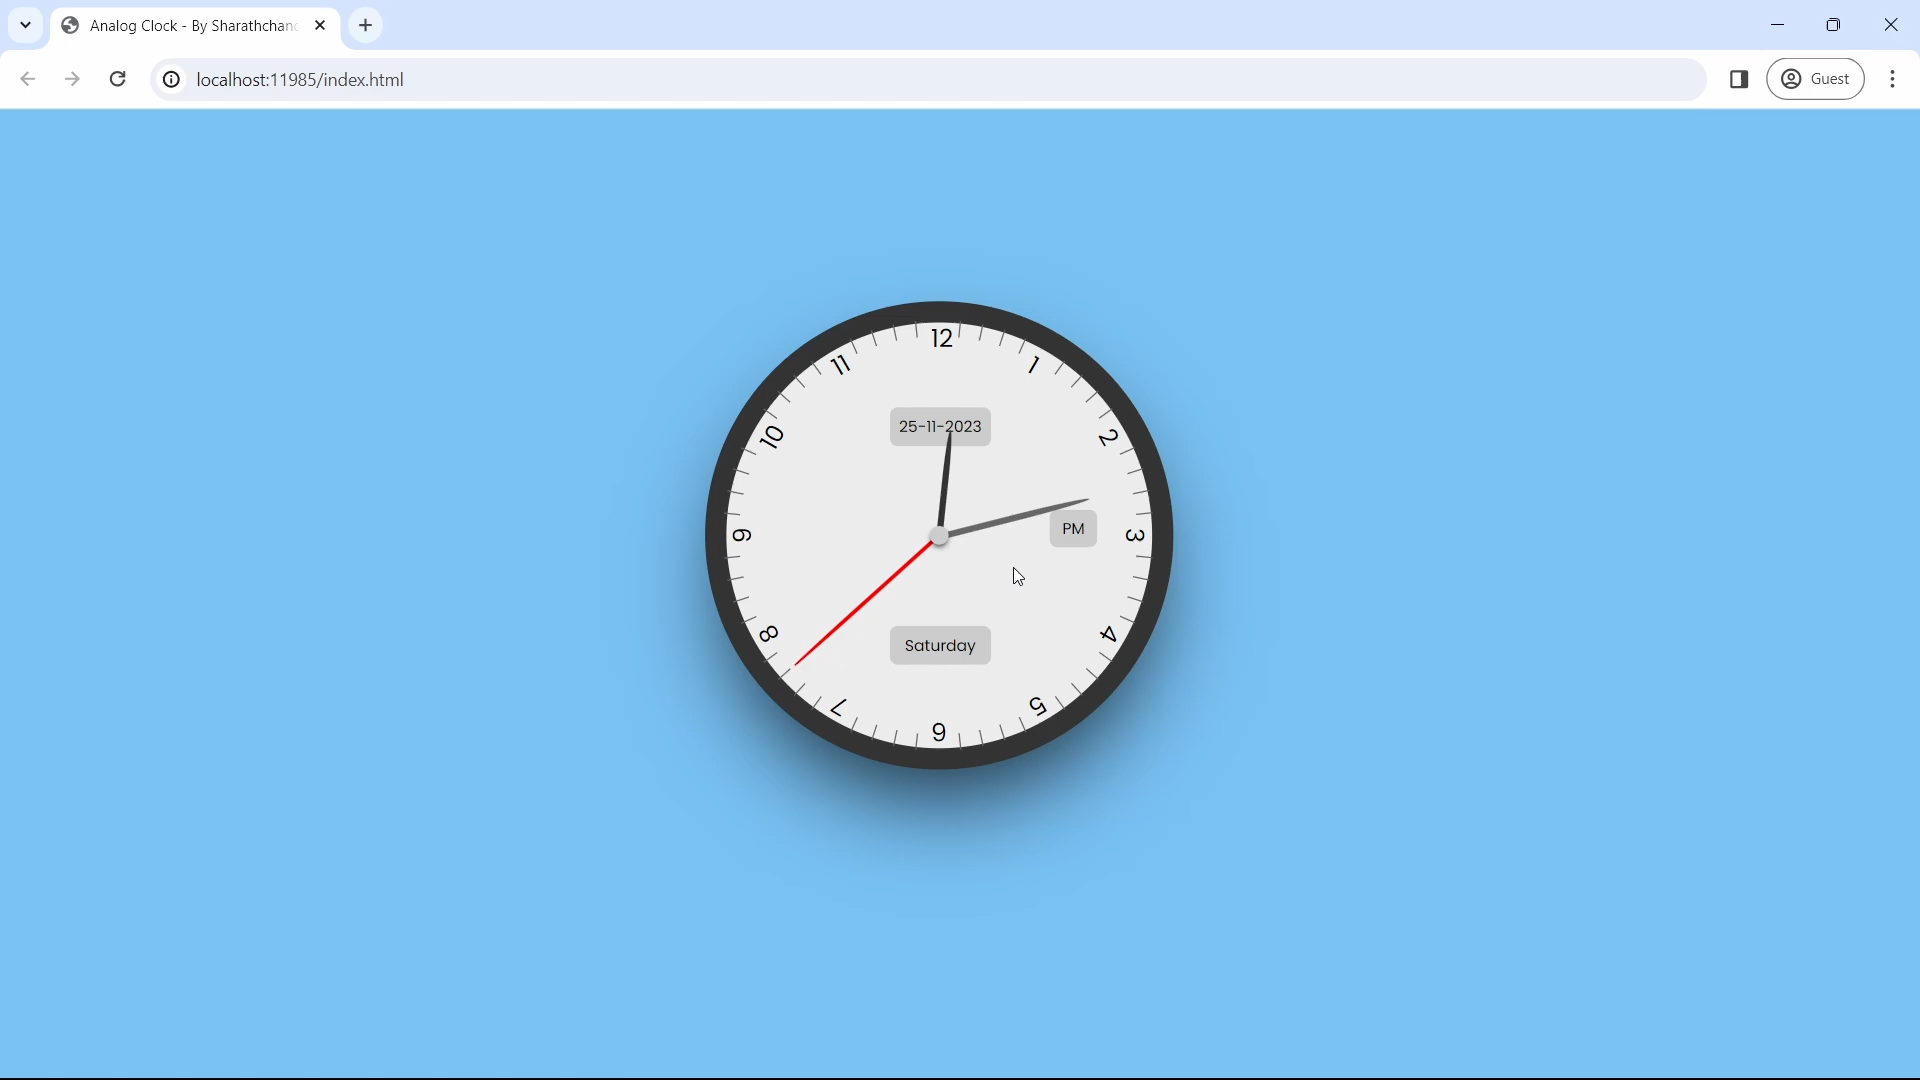 Analog Clock - By Sharathchand
localhost:11985/index.html
Guest
12
11
1
10
2
25-11-2023
9
PM
3
8
4
Saturday
7
5
6